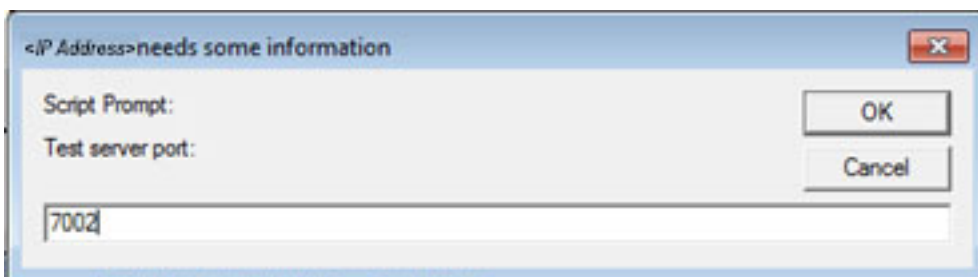 <IP Address>needs some information
Script Prompt:
OK
Test server port:
Cancel
7002